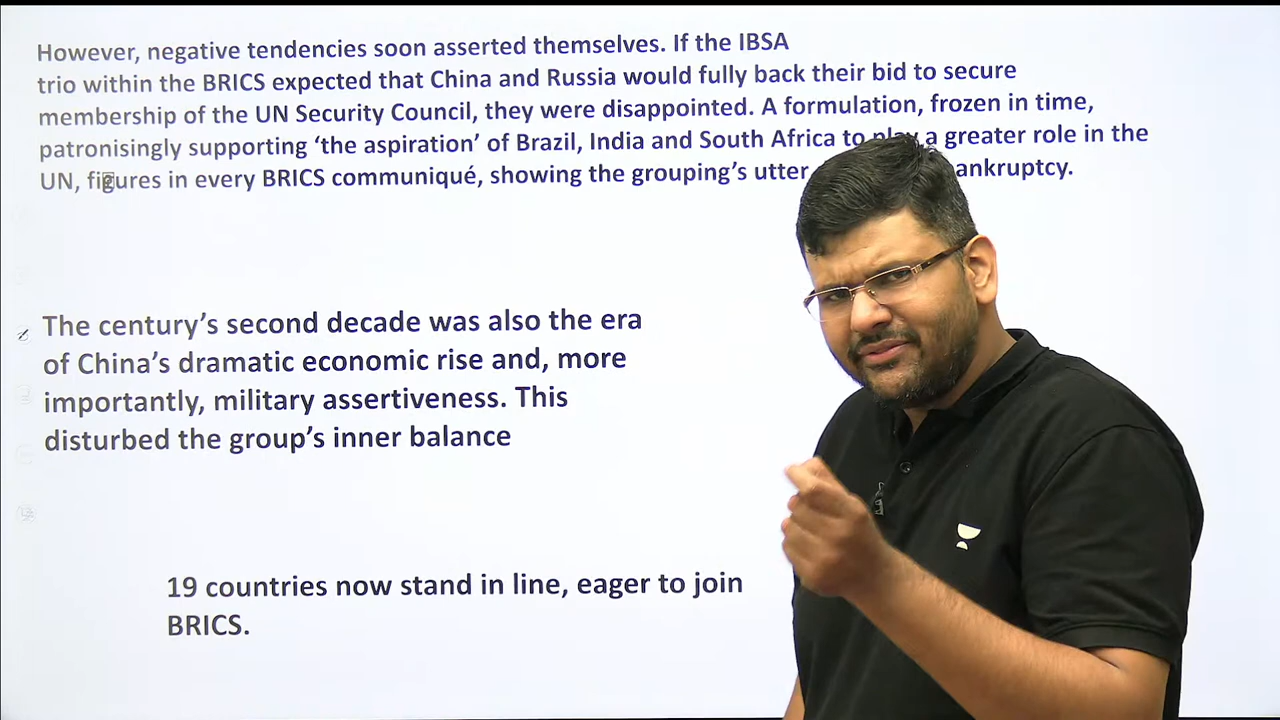 However, negative tendencies soon asserted themselves. If the IBSA
trio within the BRICS expected that China and Russia would fully back their bid to secure
membership of the UN Security Council, they were disappointed. A formulation, frozen in time,
patronisingly supporting ‘the aspiration’ of Brazil, India and South Africa to play a greater role in the
UN, figures in every BRICS communiqué, showing the grouping’s utter ankruptcy.
The century’s second decade was also the era
of China’s dramatic economic rise and, more
importantly, military assertiveness. This
disturbed the group’s inner balance
19 countries now stand in line, eager to join
BRICS.